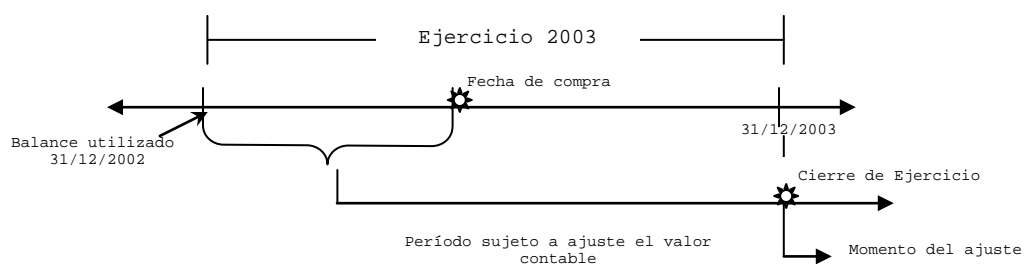 Ejercicio 2003
Fecha de compra
Balance utilizado
31/12/2002
31/12/2003
Cierre de Ejercicio
Período sujeto a ajuste el valor
contable
Momento del ajuste